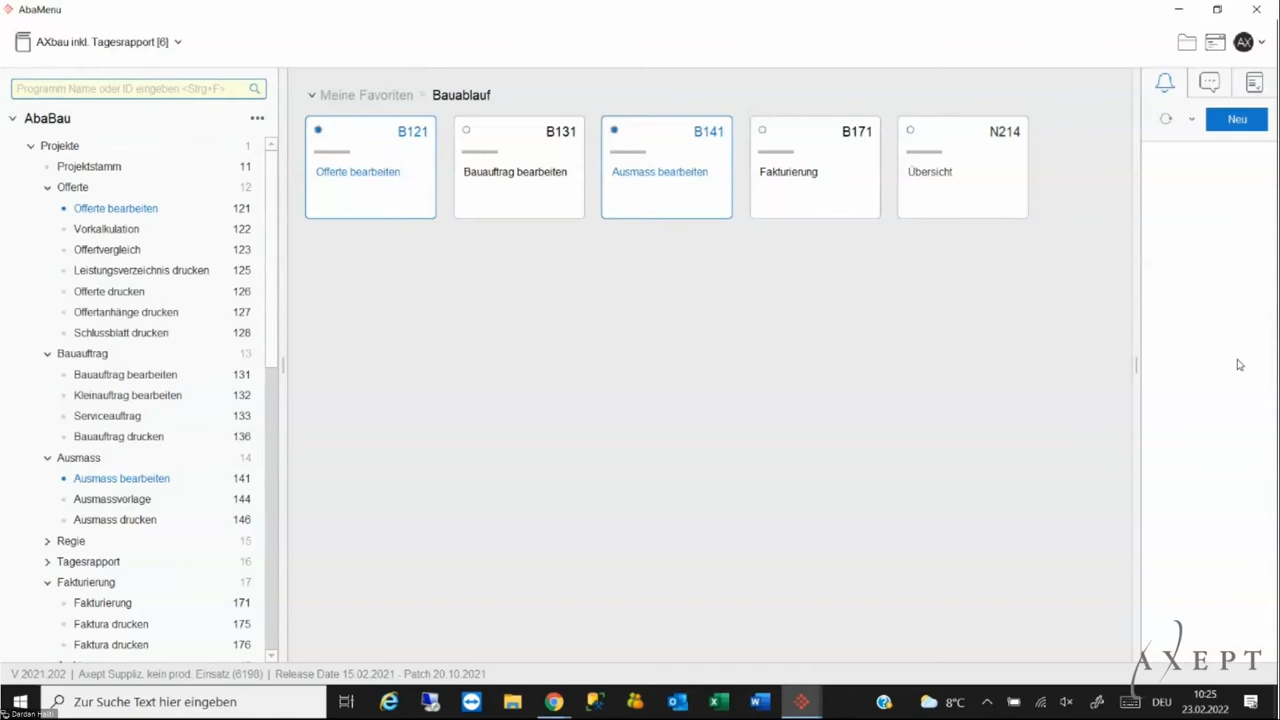 AbaMenu
AXbau inkl. Tagesrapport [6]
AX
Programm Name oder ID eingeben <Strg+F>
AbaBau
Projekte 1
Projektstamm 11
Offerte 12
Offerte bearbeiten 121
Vorkalkulation 122
Offertvergleich 123
Leistungsverzeichnis drucken 125
Offerte drucken 126
Offertanhänge drucken 127
Schlussblatt drucken 128
Bauauftrag 13
Bauauftrag bearbeiten 131
Kleinauftrag bearbeiten 132
Serviceauftrag 133
Bauauftrag drucken 136
Ausmass 14
Ausmass bearbeiten 141
Ausmassvorlage 144
Ausmass drucken 146
Regie 15
Tagesrapport 16
Fakturierung 17
Fakturierung 171
Faktura drucken 175
Faktura drucken 176
Meine Favoriten Bauablauf
B121
Offerte bearbeiten
B131
Bauauftrag bearbeiten
B141
Ausmass bearbeiten
B171
Fakturierung
N214
Übersicht
Neu
V 2021.202 | Axept Suppliz. kein prod. Einsatz (6198) | Release Date 15.02.2021 - Patch 20.10.2021
AXEPT
Zur Suche Text hier eingeben
8°C
DEU
10:25
23.02.2022